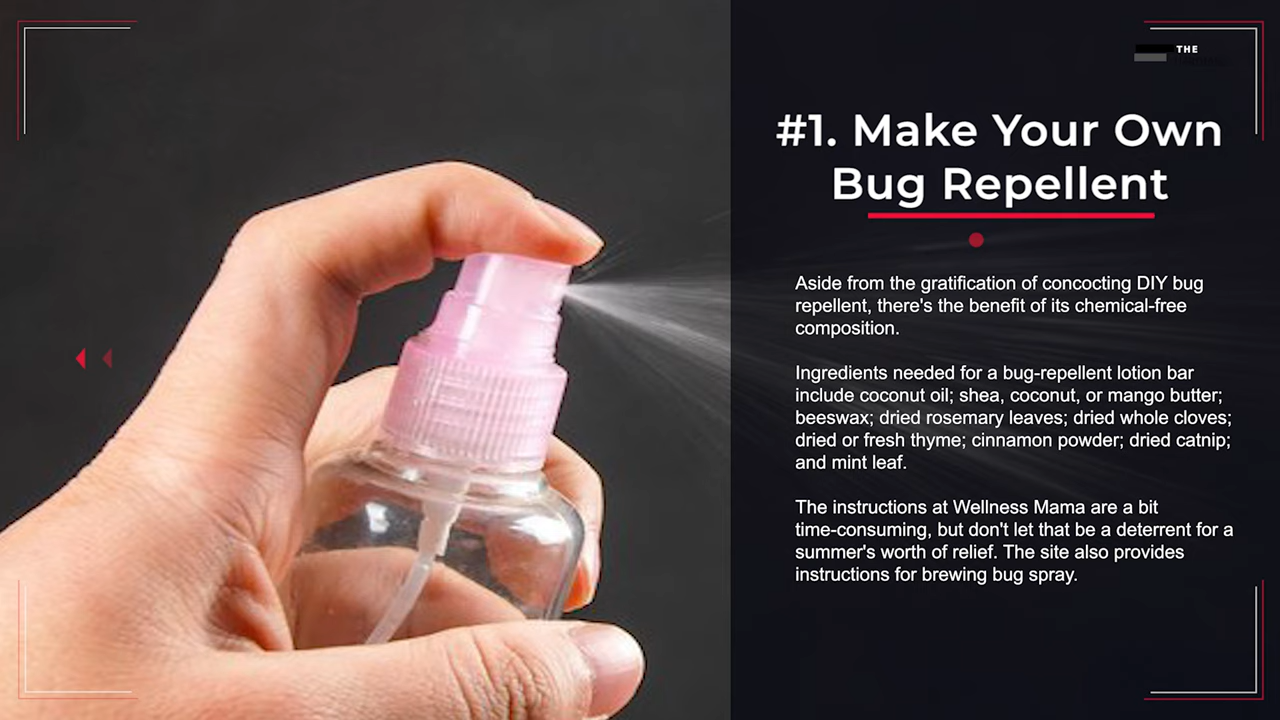 THE
#1. Make Your Own
Bug Repellent
Aside from the gratification of concocting DIY bug
repellent, there's the benefit of its chemical-free
composition.
Ingredients needed for a bug-repellent lotion bar
include coconut oil; shea, coconut, or mango butter;
beeswax; dried rosemary leaves; dried whole cloves;
dried or fresh thyme; cinnamon powder; dried catnip;
and mint leaf.
The instructions at Wellness Mama are a bit
time-consuming, but don't let that be a deterrent for a
summer's worth of relief. The site also provides
instructions for brewing bug spray.